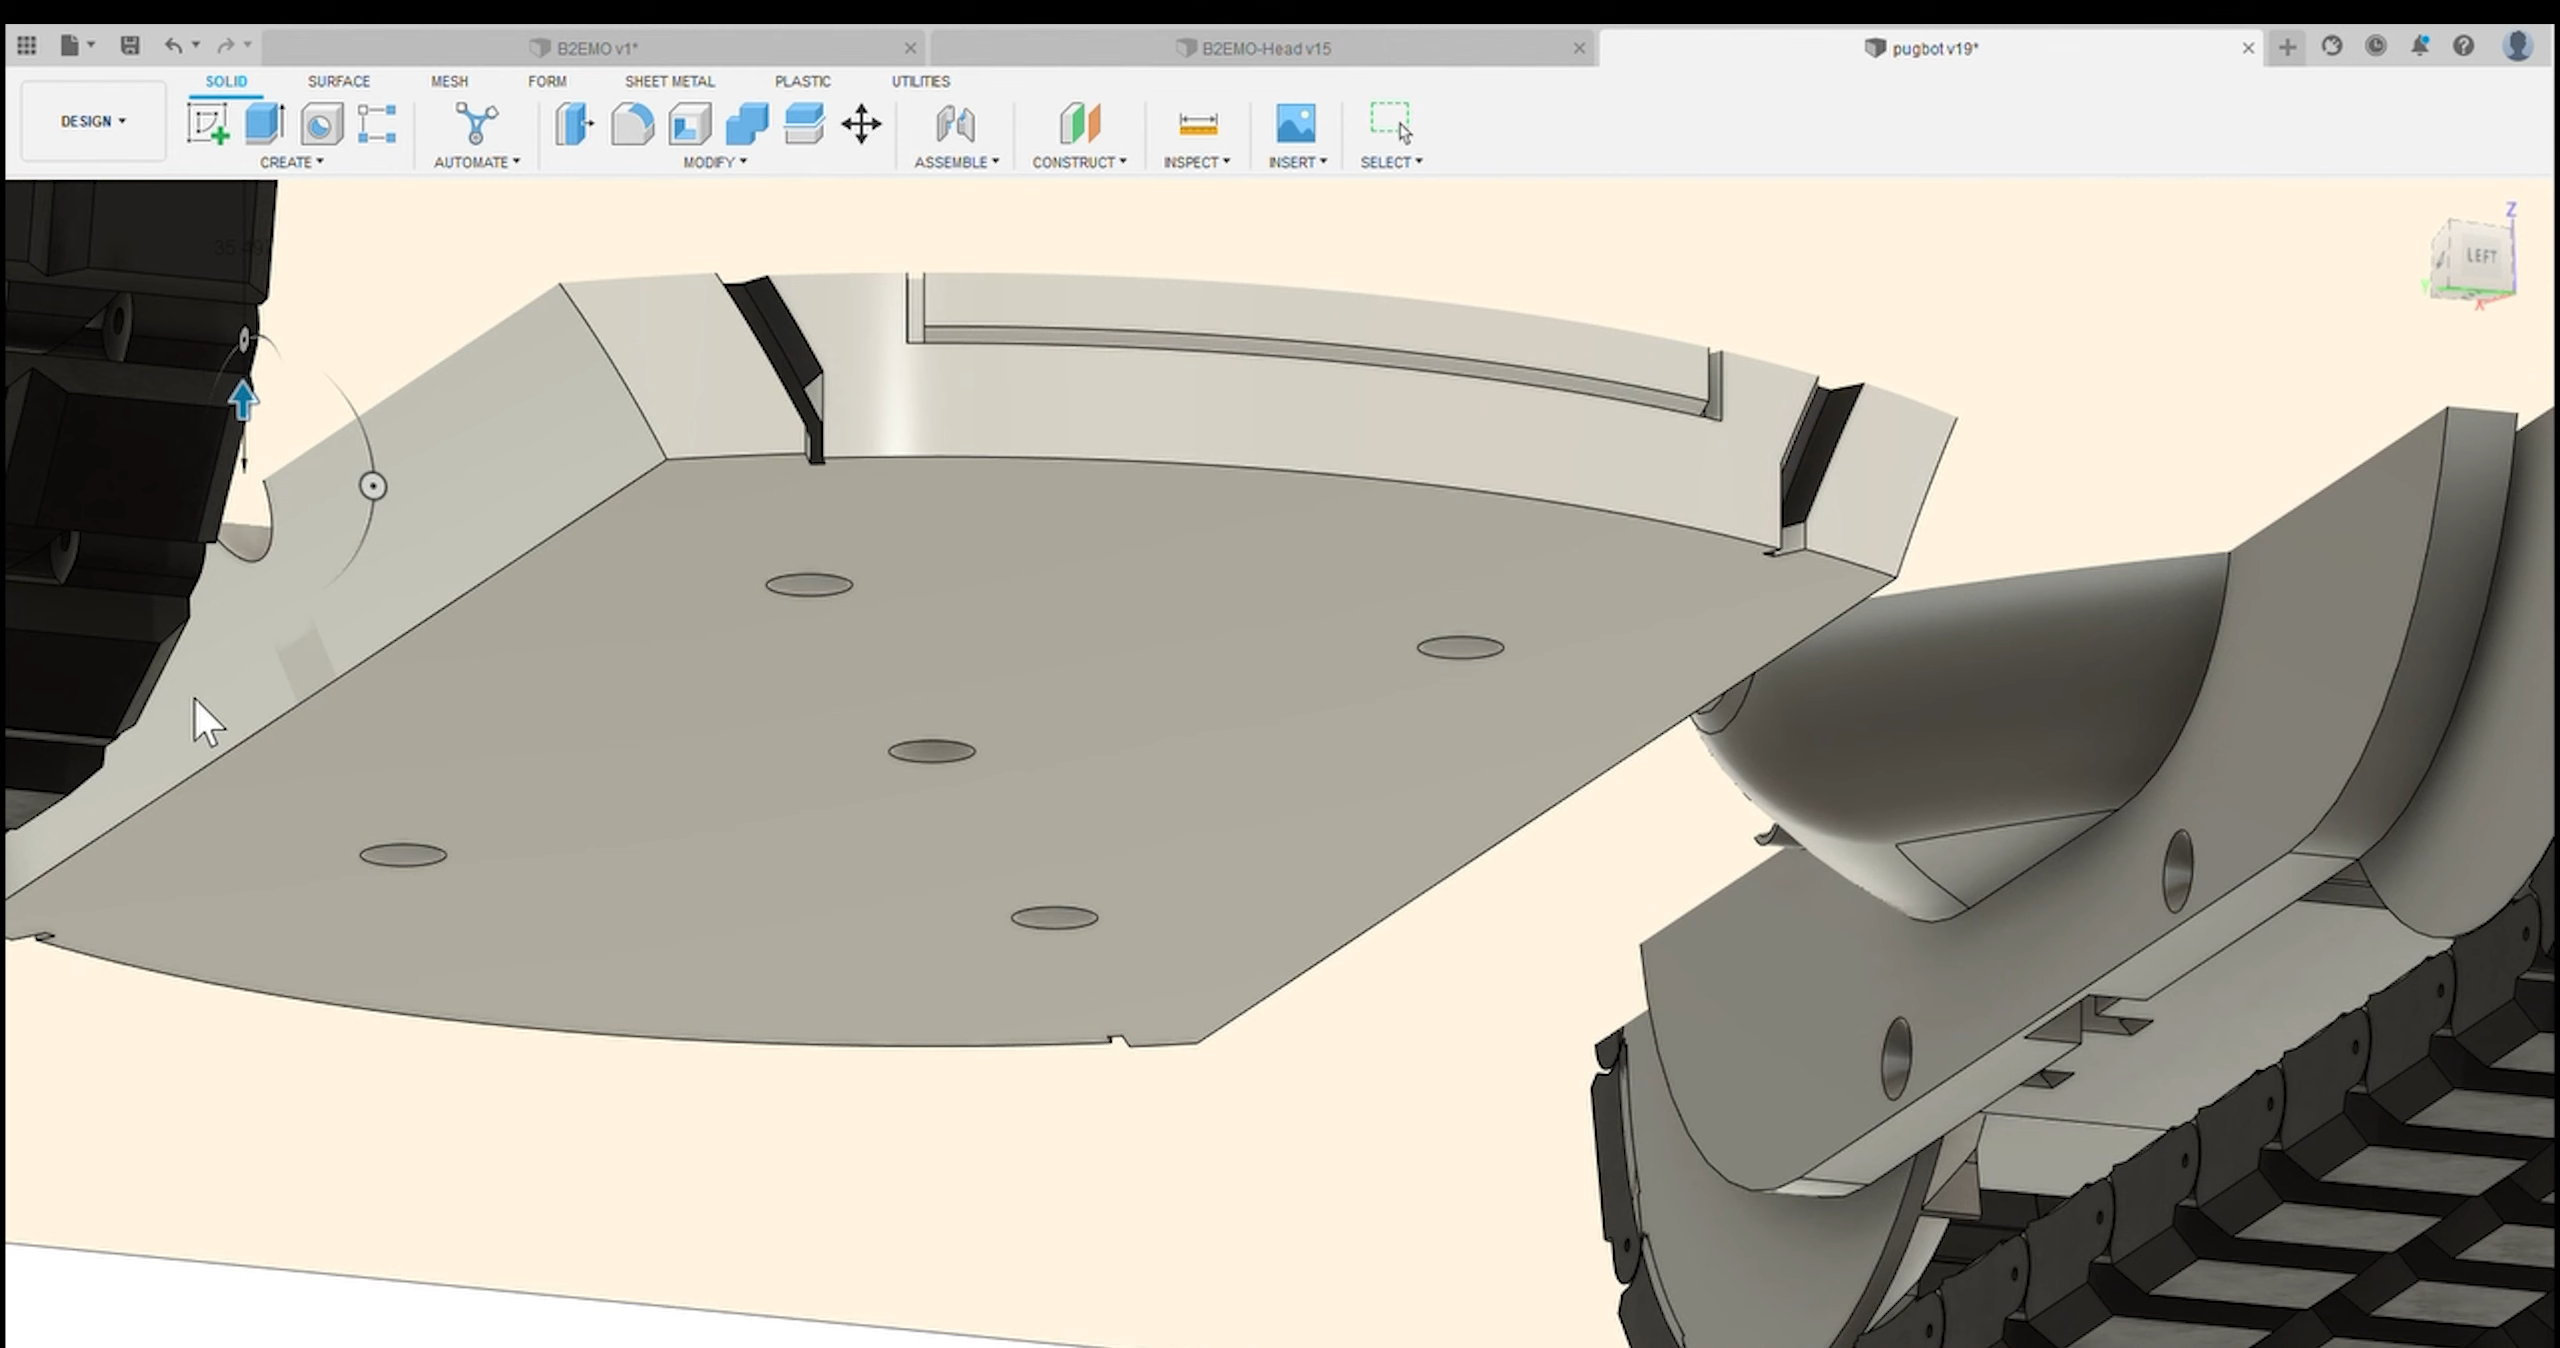 B2EMO v1*
B2EMO-Head v15
pugbot v19*
SOLID SURFACE MESH FORM SHEET METAL PLASTIC UTILITIES
DESIGN
CREATE AUTOMATE MODIFY ASSEMBLE CONSTRUCT INSPECT INSERT SELECT
Z
LEFT
Y
X